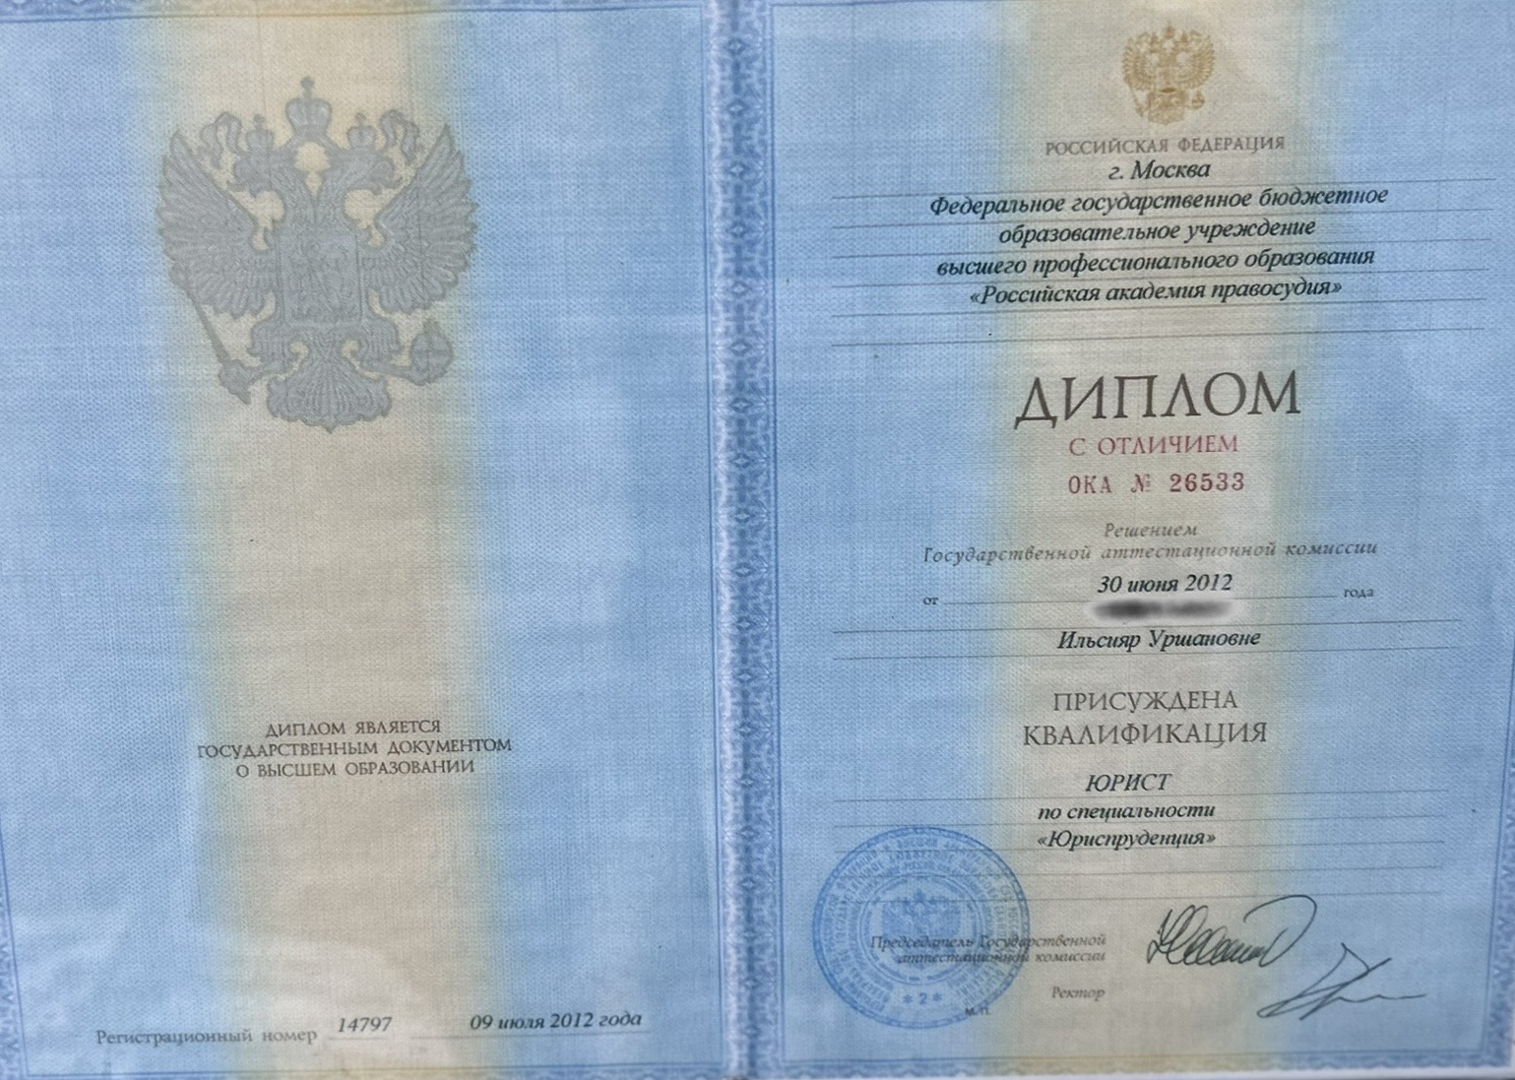 ДИПЛОМ ЯВЛЯЕТСЯ
ГОСУДАРСТВЕННЫМ ДОКУМЕНТОМ
О ВЫСШЕМ ОБРАЗОВАНИИ
Регистрационный номер 14797 09 июля 2012 года
РОССИЙСКАЯ ФЕДЕРАЦИЯ
г. Москва
Федеральное государственное бюджетное
образовательное учреждение
высшего профессионального образования
«Российская академия правосудия»
ДИПЛОМ
С ОТЛИЧИЕМ
ОКА № 26533
Решением
Государственной аттестационной комиссии
от 30 июня 2012 года
Ильсияр Уршановне
ПРИСУЖДЕНА
КВАЛИФИКАЦИЯ
ЮРИСТ
по специальности
«Юриспруденция»
Председатель Государственной
аттестационной комиссии
Ректор
М.П.
* 2 *